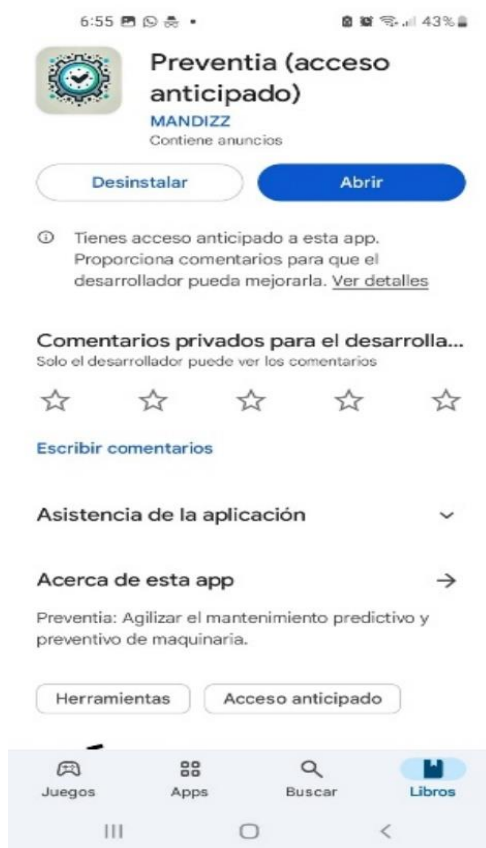 6:55
43%
Preventia (acceso
anticipado)
MANDIZZ
Contiene anuncios
Desinstalar
Abrir
Tienes acceso anticipado a esta app.
Proporciona comentarios para que el
desarrollador pueda mejorarla. Ver detalles
Comentarios privados para el desarrolla...
Solo el desarrollador puede ver los comentarios
Escribir comentarios
Asistencia de la aplicación
Acerca de esta app
Preventia: Agilizar el mantenimiento predictivo y
preventivo de maquinaria.
Herramientas
Acceso anticipado
Juegos
Apps
Buscar
Libros